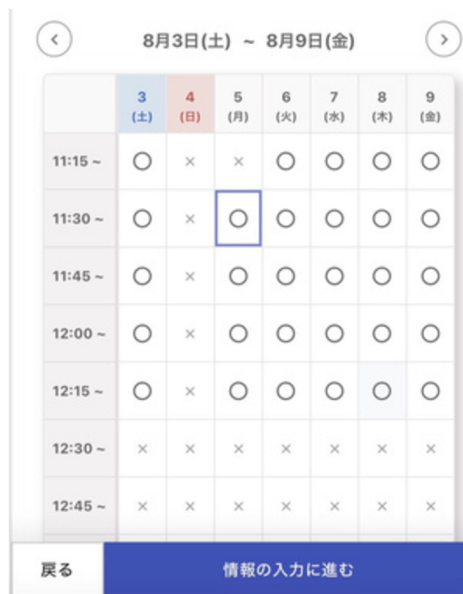 8月3日(土) ~ 8月9日(金)
3 4 5 6 7 8 9
(土) (日) (月) (火) (水) (木) (金)
11:15 ~ ○ × × ○ ○ ○ ○
11:30 ~ ○ × ○ ○ ○ ○ ○
11:45 ~ ○ × ○ ○ ○ ○ ○
12:00 ~ ○ × ○ ○ ○ ○ ○
12:15 ~ ○ × ○ ○ ○ ○ ○
12:30 ~ × × × × × × ×
12:45 ~ × × × × × × ×
戻る 情報の入力に進む